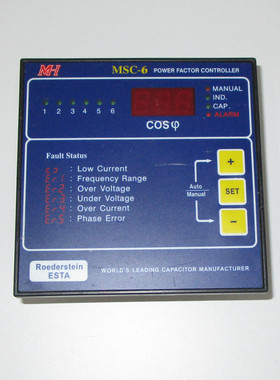 MH MSC-6 POWER FACTOR CONTROLLER
MANUAL
IND.
CAP.
ALARM
1 2 3 4 5 6
COSφ
Fault Status
: Low Current
: Frequency Range
: Over Voltage
: Under Voltage
: Over Current
: Phase Error
+
Auto
Manual
SET
−
Roederstein
ESTA
WORLD'S LEADING CAPACITOR MANUFACTURER